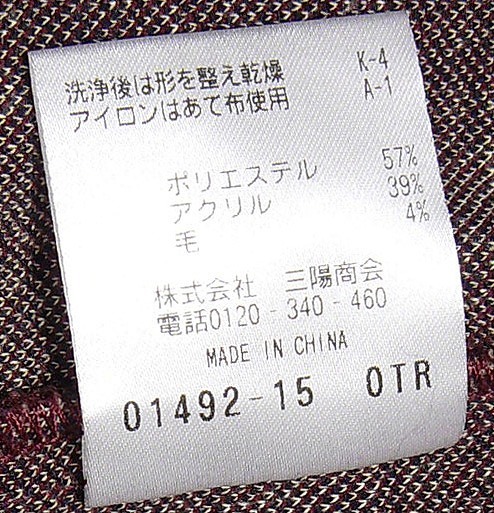 洗浄後は形を整え乾燥 K-4
アイロンはあて布使用 A-1
ポリエステル 57%
アクリル 39%
毛 4%
株式会社 三陽商会
電話0120-340-460
MADE IN CHINA
01492-15 OTR